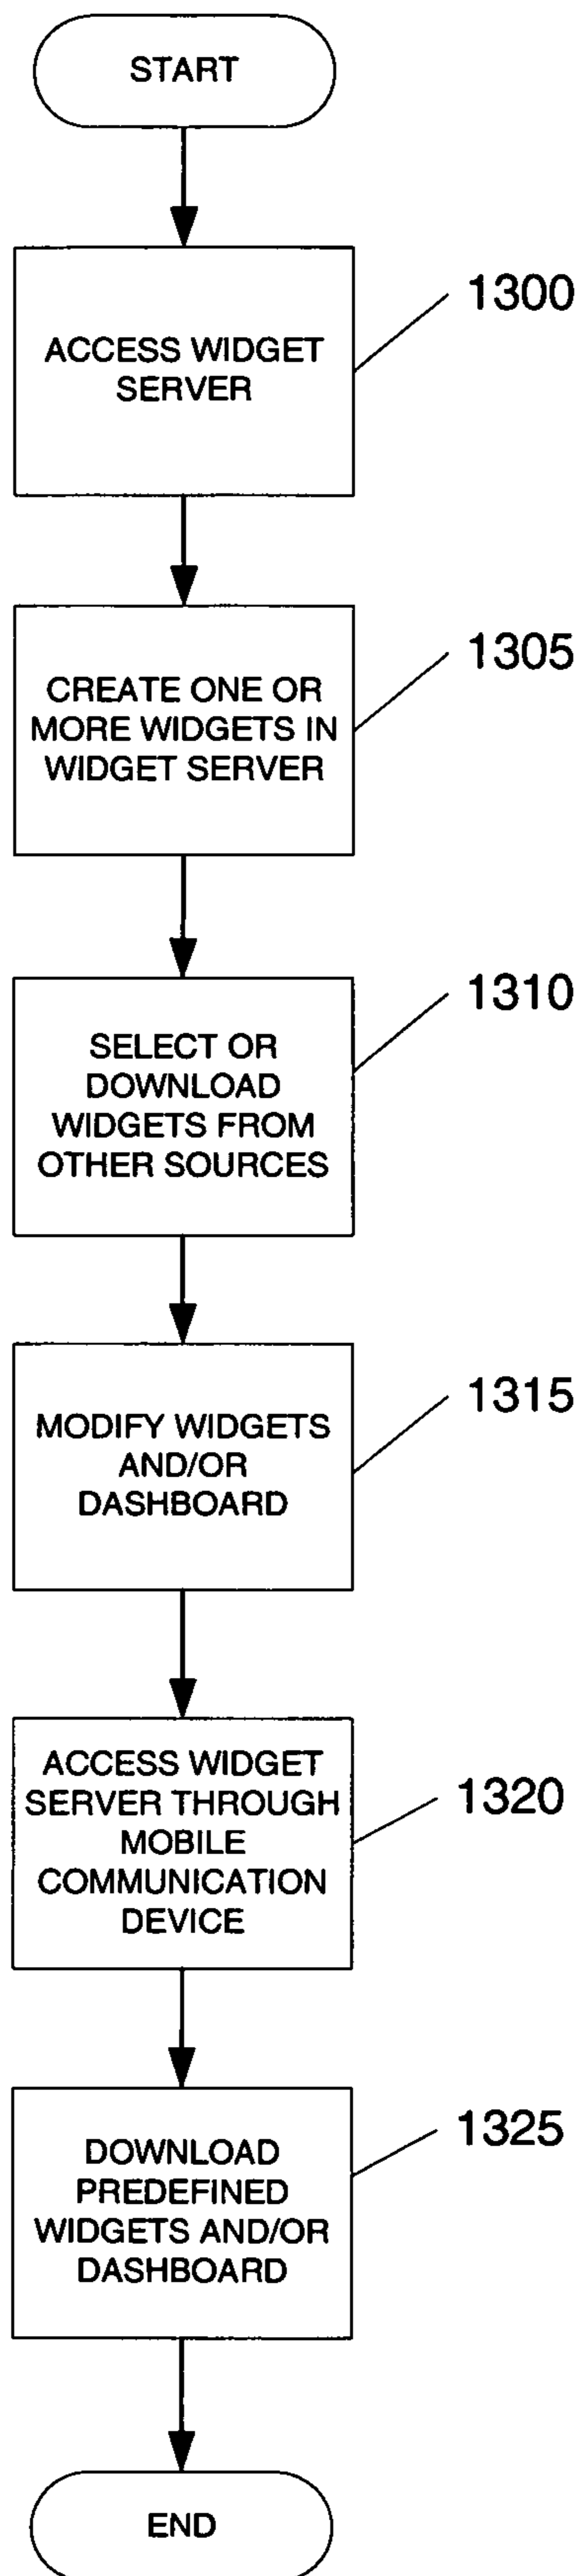 START
1300
ACCESS WIDGET
SERVER
1305
CREATE ONE OR
MORE WIDGETS IN
WIDGET SERVER
1310
SELECT OR
DOWNLOAD
WIDGETS FROM
OTHER SOURCES
1315
MODIFY WIDGETS
AND/OR
DASHBOARD
1320
ACCESS WIDGET
SERVER THROUGH
MOBILE
COMMUNICATION
DEVICE
1325
DOWNLOAD
PREDEFINED
WIDGETS AND/OR
DASHBOARD
END